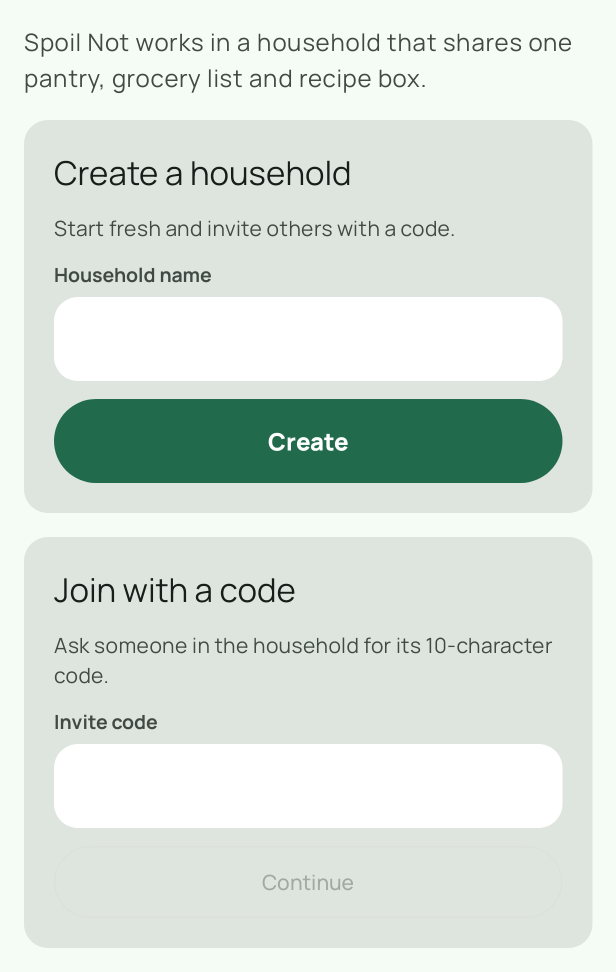 Spoil Not works in a household that shares one
pantry, grocery list and recipe box.
Create a household
Start fresh and invite others with a code.
Household name
Create
Join with a code
Ask someone in the household for its 10-character
code.
Invite code
Continue